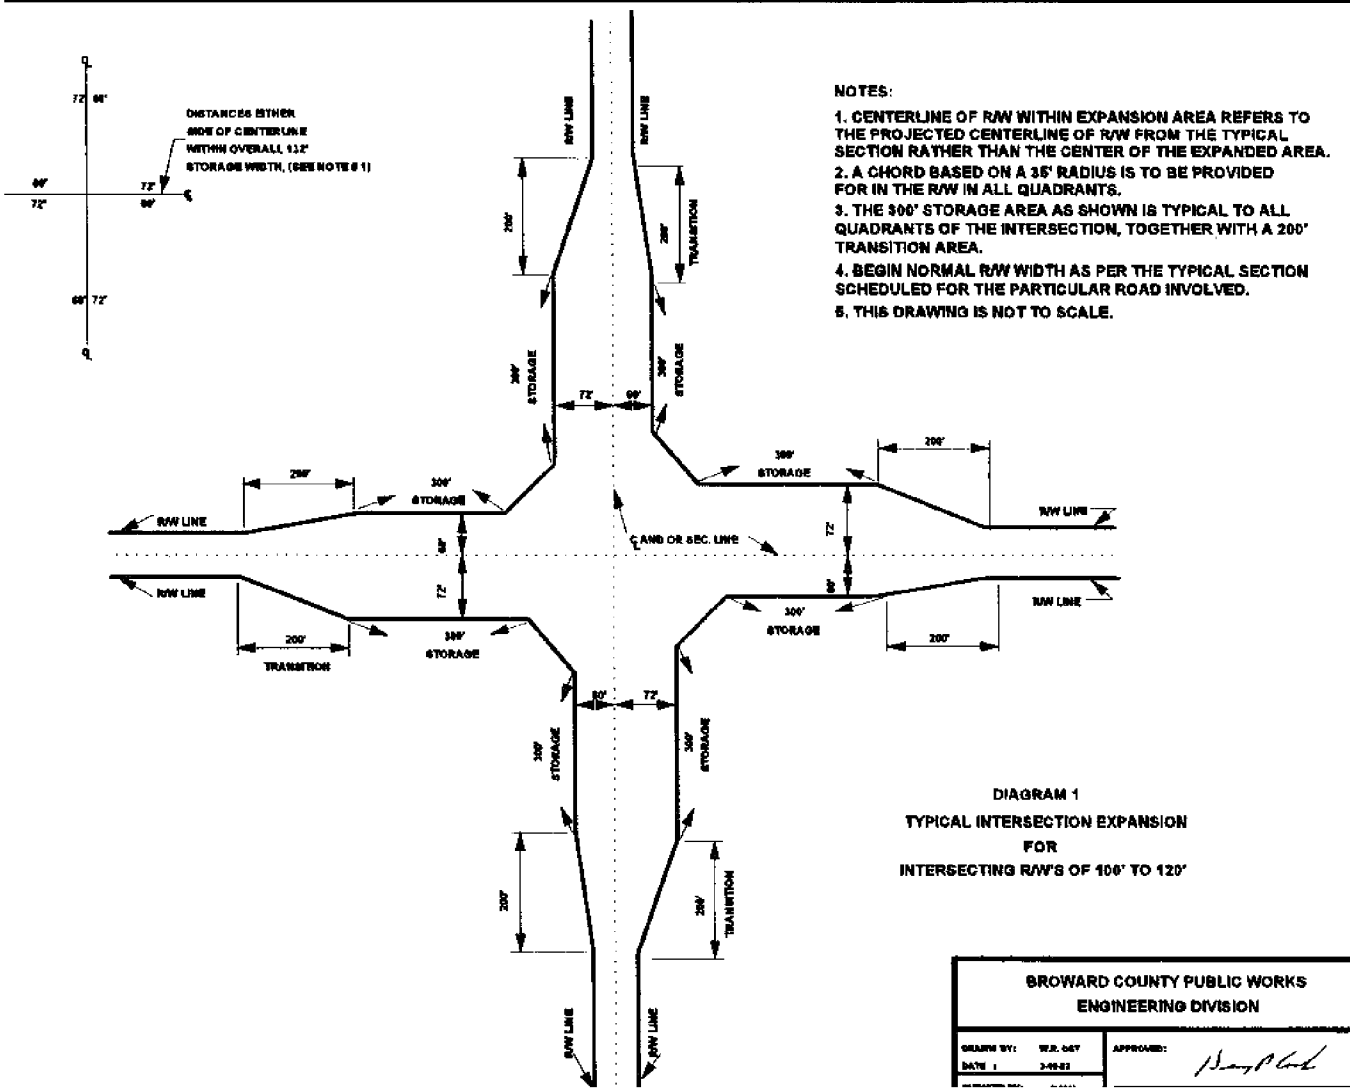 72' 60'
DISTANCES EITHER
SIDE OF CENTERLINE
WITHIN OVERALL 132'
STORAGE WIDTH, (SEE NOTE # 1)
60' 72'
72' 60'
60' 72'
NOTES:
1. CENTERLINE OF R/W WITHIN EXPANSION AREA REFERS TO
THE PROJECTED CENTERLINE OF R/W FROM THE TYPICAL
SECTION RATHER THAN THE CENTER OF THE EXPANDED AREA.
2. A CHORD BASED ON A 35' RADIUS IS TO BE PROVIDED
FOR IN THE R/W IN ALL QUADRANTS.
3. THE 300' STORAGE AREA AS SHOWN IS TYPICAL TO ALL
QUADRANTS OF THE INTERSECTION, TOGETHER WITH A 200'
TRANSITION AREA.
4. BEGIN NORMAL R/W WIDTH AS PER THE TYPICAL SECTION
SCHEDULED FOR THE PARTICULAR ROAD INVOLVED.
5. THIS DRAWING IS NOT TO SCALE.
R/W LINE
R/W LINE
200'
200'
TRANSITION
300'
STORAGE
300'
STORAGE
72' 60'
200'
300'
STORAGE
300'
STORAGE
200'
R/W LINE
60'
72'
R/W LINE
℄ AND OR SEC. LINE
72'
60'
R/W LINE
R/W LINE
200'
TRANSITION
300'
STORAGE
300'
STORAGE
200'
60' 72'
300'
STORAGE
300'
STORAGE
200'
200'
TRANSITION
R/W LINE
R/W LINE
DIAGRAM 1
TYPICAL INTERSECTION EXPANSION
FOR
INTERSECTING R/W'S OF 100' TO 120'
BROWARD COUNTY PUBLIC WORKS
ENGINEERING DIVISION
DRAWN BY:
DATE :
APPROVED: